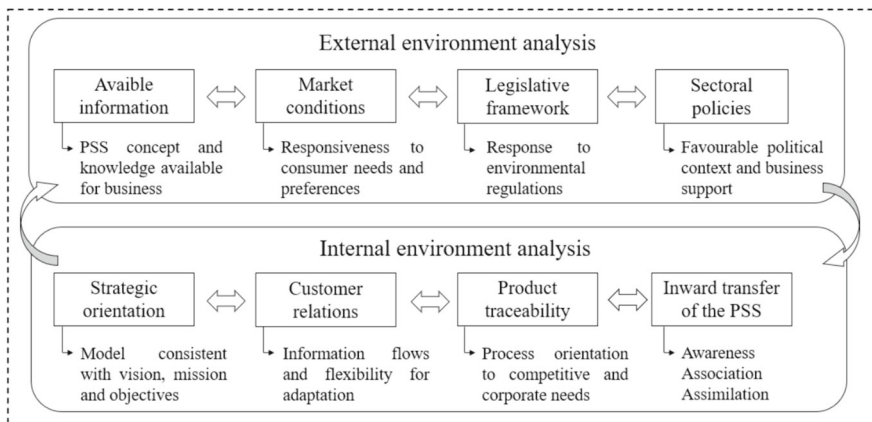 External environment analysis
Avaible
information
Market
conditions
Legislative
framework
Sectoral
policies
PSS concept and
knowledge available
for business
Responsiveness to
consumer needs and
preferences
Response to
environmental
regulations
Favourable political
context and business
support
Internal environment analysis
Strategic
orientation
Customer
relations
Product
traceability
Inward transfer
of the PSS
Model consistent
with vision, mission
and objectives
Information flows
and flexibility for
adaptation
Process orientation
to competitive and
corporate needs
Awareness
Association
Assimilation